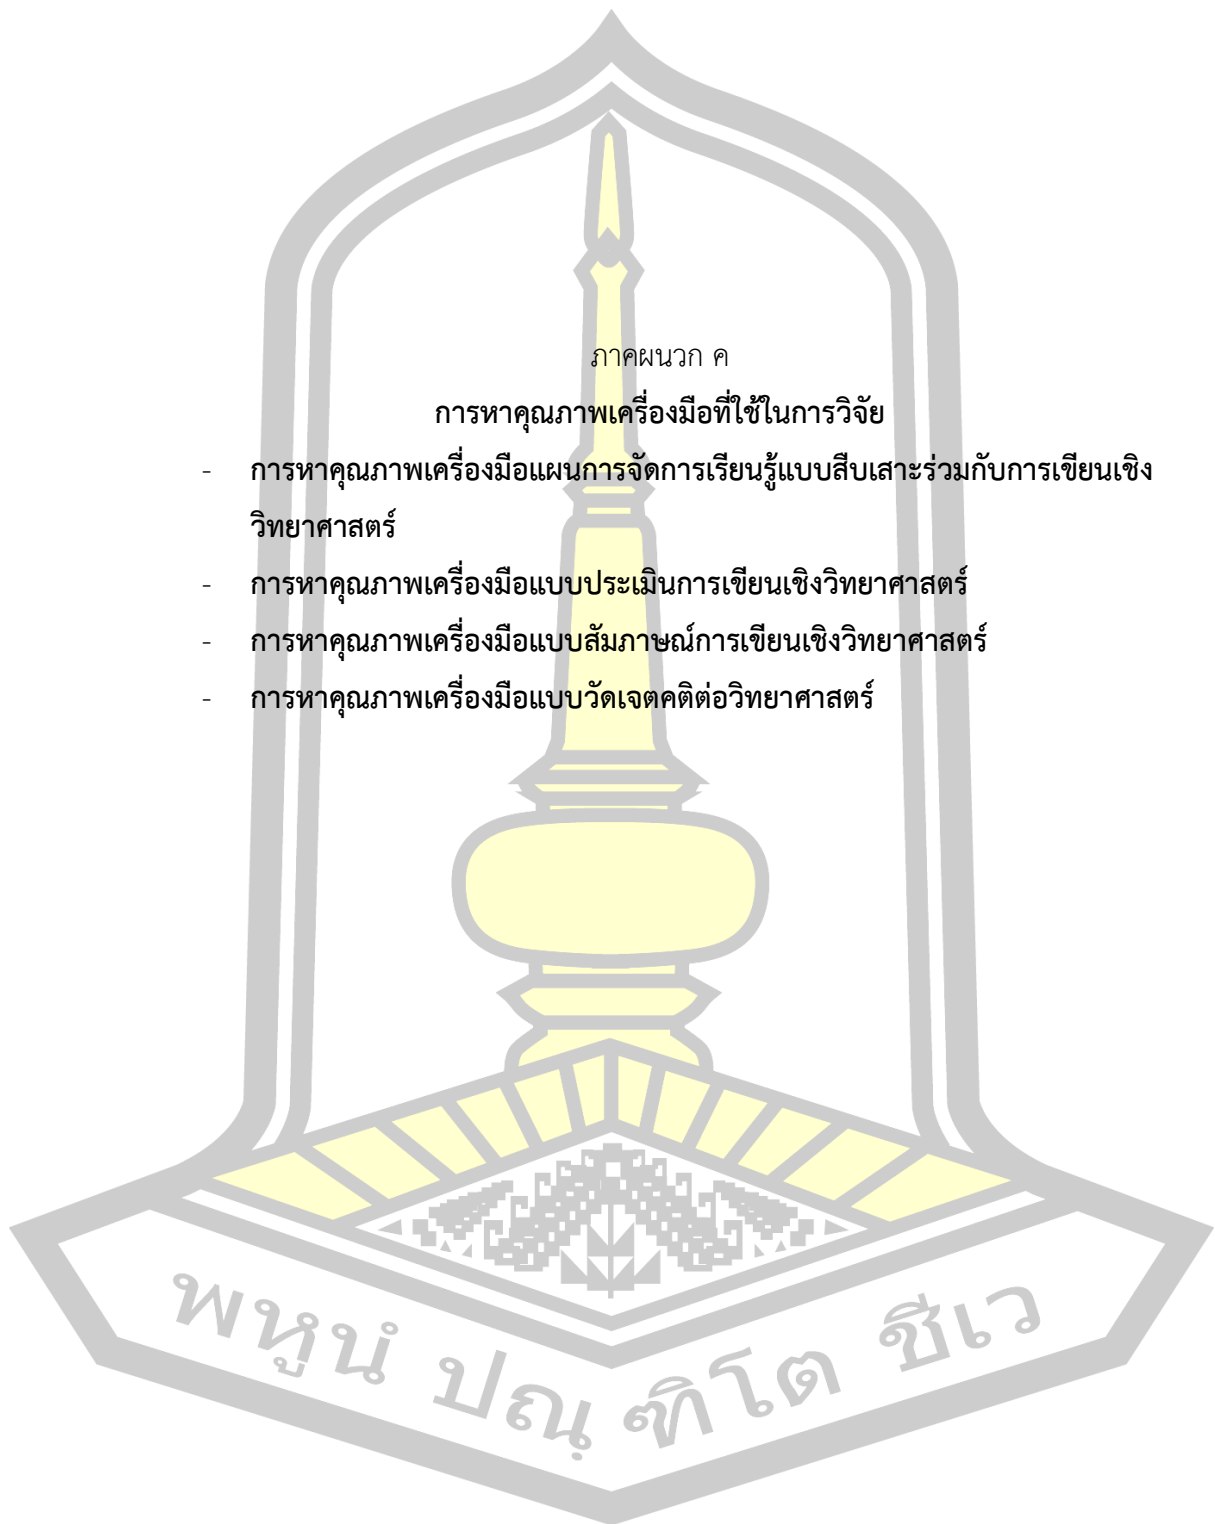 ภาคผนวก ค
การหาคุณภาพเครื่องมือที่ใช้ในการวิจัย
- การหาคุณภาพเครื่องมือแผนการจัดการเรียนรู้แบบสืบเสาะร่วมกับการเขียนเชิง
วิทยาศาสตร์
- การหาคุณภาพเครื่องมือแบบประเมินการเขียนเชิงวิทยาศาสตร์
- การหาคุณภาพเครื่องมือแบบสัมภาษณ์การเขียนเชิงวิทยาศาสตร์
- การหาคุณภาพเครื่องมือแบบวัดเจตคติต่อวิทยาศาสตร์
พหูนํ ปณฺ ฑิโต ชีเว